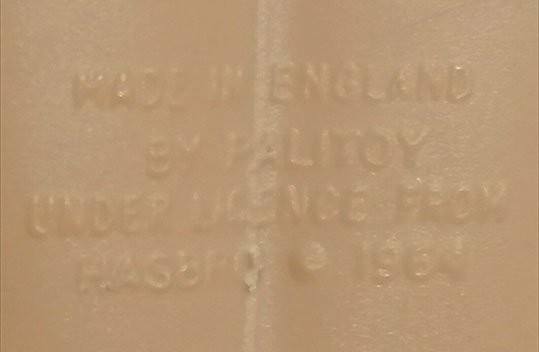 MADE IN ENGLAND
BY PALITOY
UNDER LICENCE FROM
HASBRO © 1964